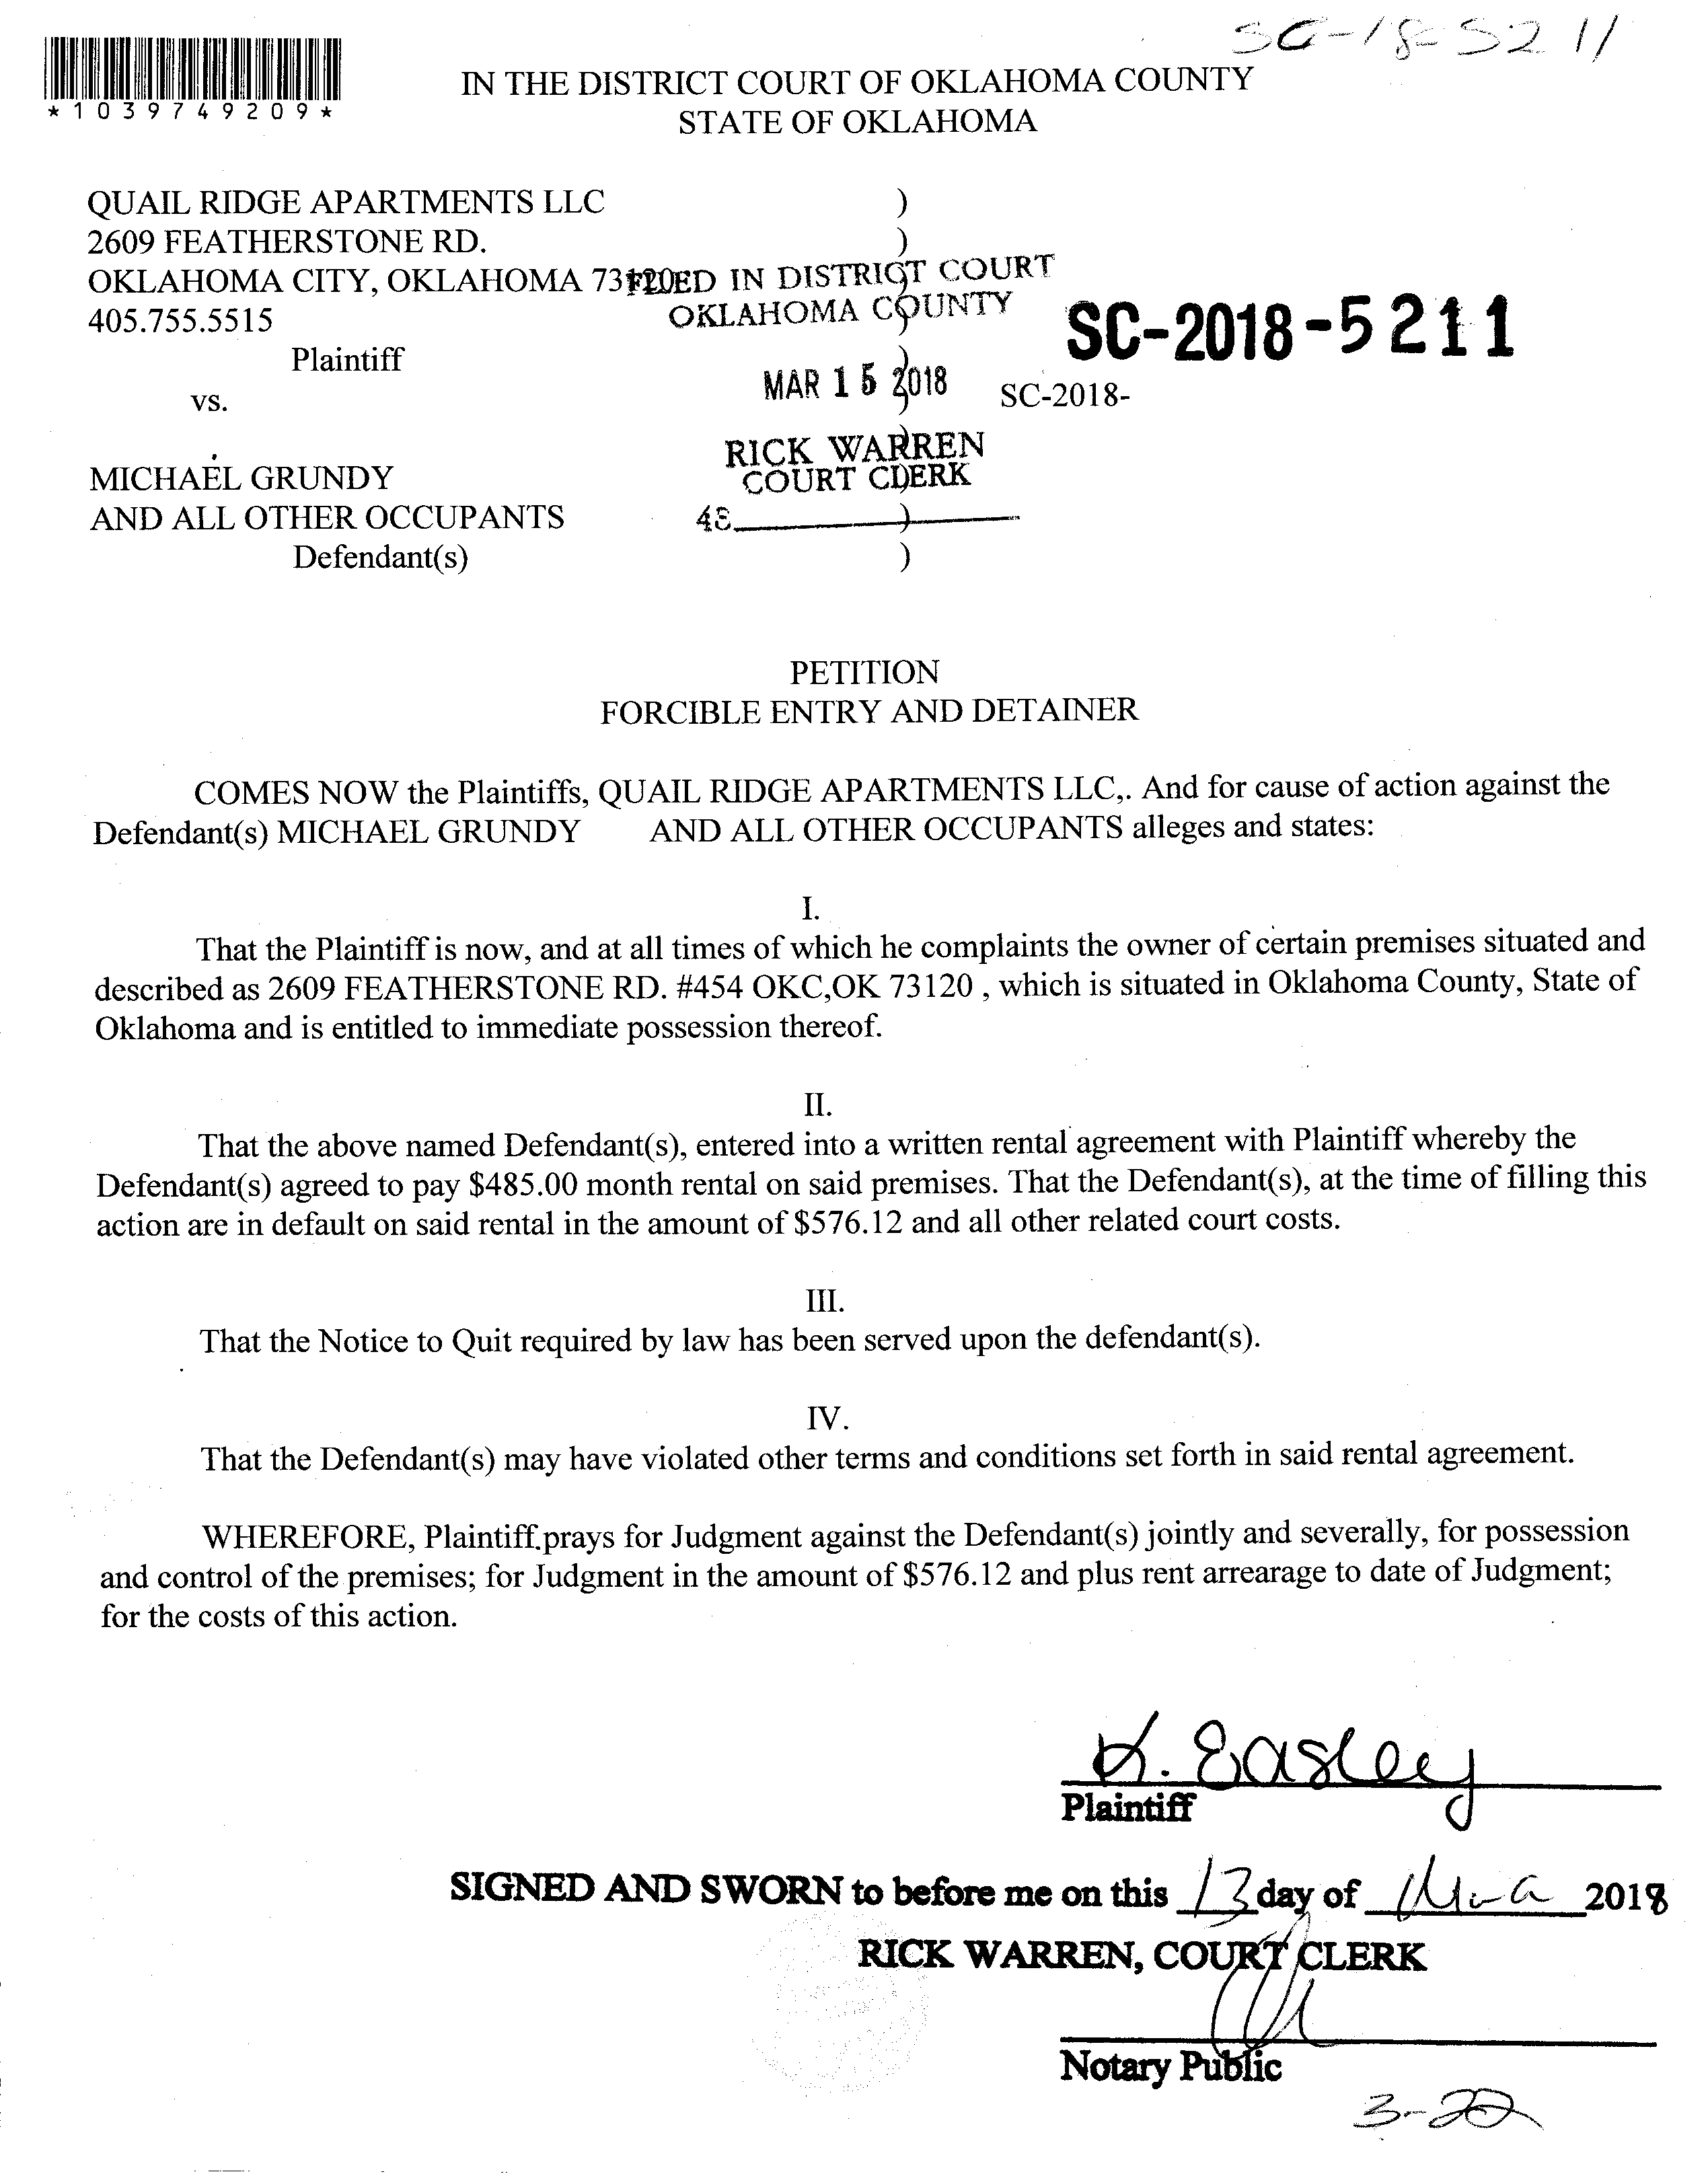 SC-18-5211
*1039749209*
IN THE DISTRICT COURT OF OKLAHOMA COUNTY
STATE OF OKLAHOMA
QUAIL RIDGE APARTMENTS LLC )
2609 FEATHERSTONE RD. )
OKLAHOMA CITY, OKLAHOMA 73120
FILED IN DISTRICT COURT
405.755.5515
OKLAHOMA COUNTY
SC-2018-5211
Plaintiff )
MAR 15 2018
vs. ) SC-2018-
RICK WARREN
COURT CLERK
MICHAEL GRUNDY )
AND ALL OTHER OCCUPANTS )
48
Defendant(s) )
PETITION
FORCIBLE ENTRY AND DETAINER
COMES NOW the Plaintiffs, QUAIL RIDGE APARTMENTS LLC,. And for cause of action against the
Defendant(s) MICHAEL GRUNDY AND ALL OTHER OCCUPANTS alleges and states:
I.
That the Plaintiff is now, and at all times of which he complaints the owner of certain premises situated and
described as 2609 FEATHERSTONE RD. #454 OKC,OK 73120 , which is situated in Oklahoma County, State of
Oklahoma and is entitled to immediate possession thereof.
II.
That the above named Defendant(s), entered into a written rental agreement with Plaintiff whereby the
Defendant(s) agreed to pay $485.00 month rental on said premises. That the Defendant(s), at the time of filling this
action are in default on said rental in the amount of $576.12 and all other related court costs.
III.
That the Notice to Quit required by law has been served upon the defendant(s).
IV.
That the Defendant(s) may have violated other terms and conditions set forth in said rental agreement.
WHEREFORE, Plaintiff prays for Judgment against the Defendant(s) jointly and severally, for possession
and control of the premises; for Judgment in the amount of $576.12 and plus rent arrearage to date of Judgment;
for the costs of this action.
K. Easley
Plaintiff
SIGNED AND SWORN to before me on this 13 day of 2018
RICK WARREN, COURT CLERK
Notary Public
3-22